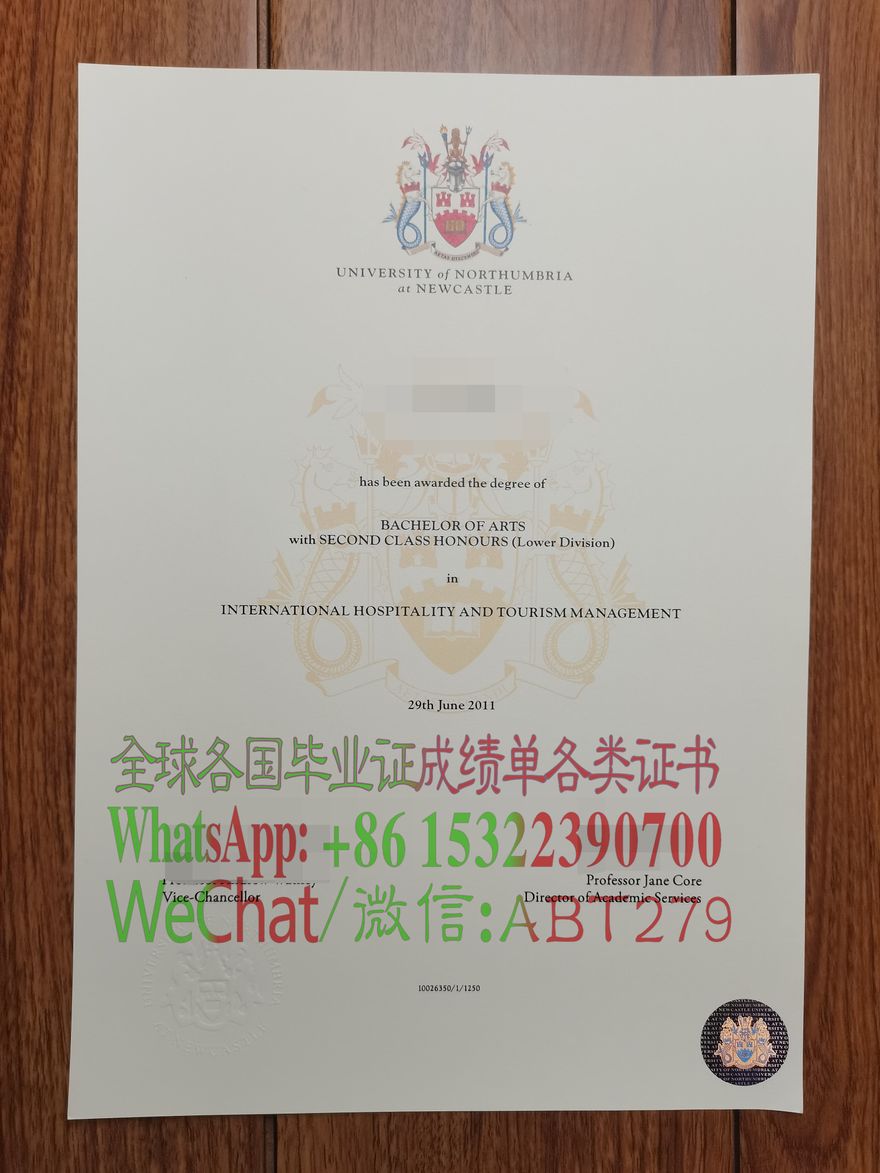 UNIVERSITY of NORTHUMBRIA
at NEWCASTLE
has been awarded the degree of
BACHELOR OF ARTS
with SECOND CLASS HONOURS (Lower Division)
in
INTERNATIONAL HOSPITALITY AND TOURISM MANAGEMENT
29th June 2011
全球各国毕业证成绩单各类证书
WhatsApp: +86 15322390700
Professor Jane Core
Vice-Chancellor
Director of Academic Services
WeChat/微信:ABT279
10026350/1/1250